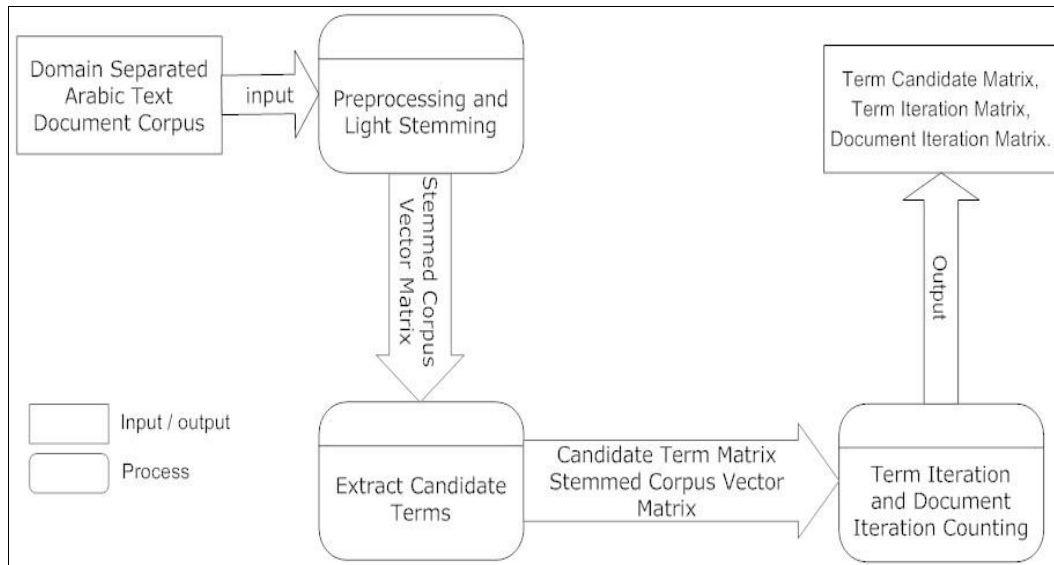 Domain Separated
Arabic Text
Document Corpus
input
Preprocessing and
Light Stemming
Stemmed Corpus
Vector Matrix
Extract Candidate
Terms
Candidate Term Matrix
Stemmed Corpus Vector
Matrix
Term Iteration
and Document
Iteration Counting
Output
Term Candidate Matrix,
Term Iteration Matrix,
Document Iteration Matrix.
Input / output
Process